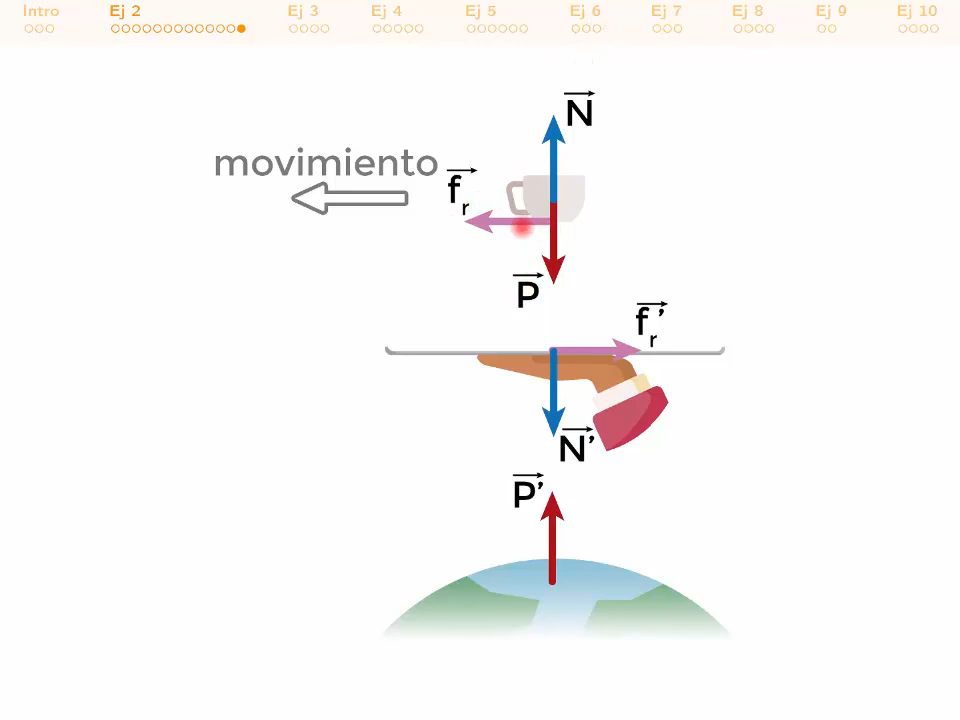 Intro Ej 2 Ej 3 Ej 4 Ej 5 Ej 6 Ej 7 Ej 8 Ej 9 Ej 10
N
movimiento
fr
P
fr’
N’
P’